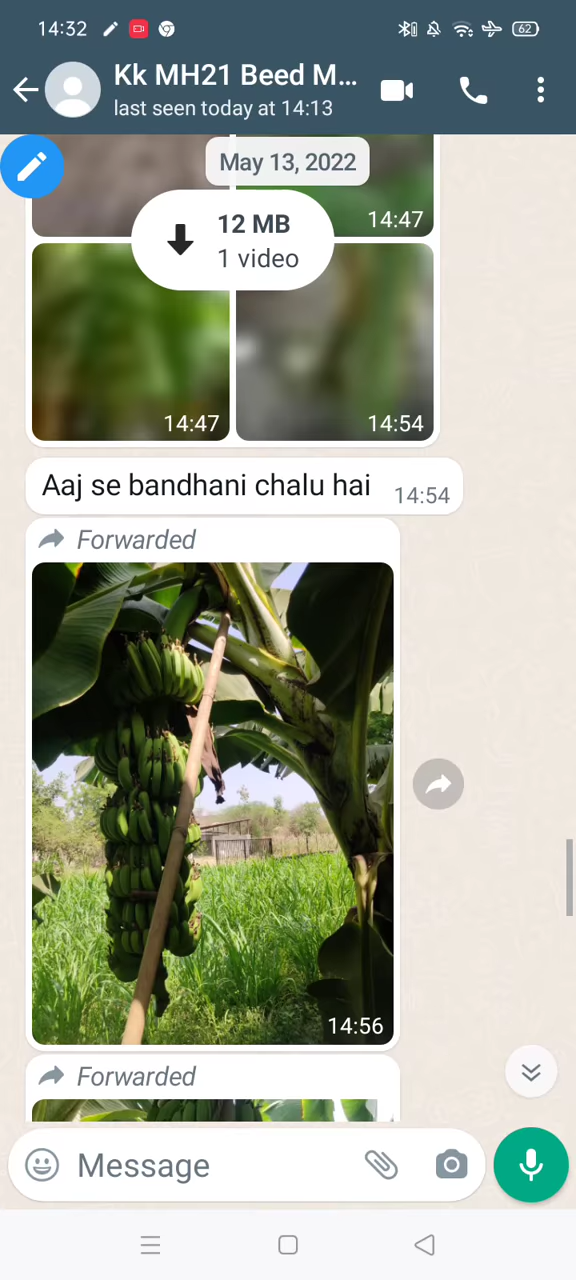 14:32
62
Kk MH21 Beed M...
last seen today at 14:13
May 13, 2022
12 MB
1 video
14:47
14:47
14:54
Aaj se bandhani chalu hai 14:54
Forwarded
14:56
Forwarded
Message